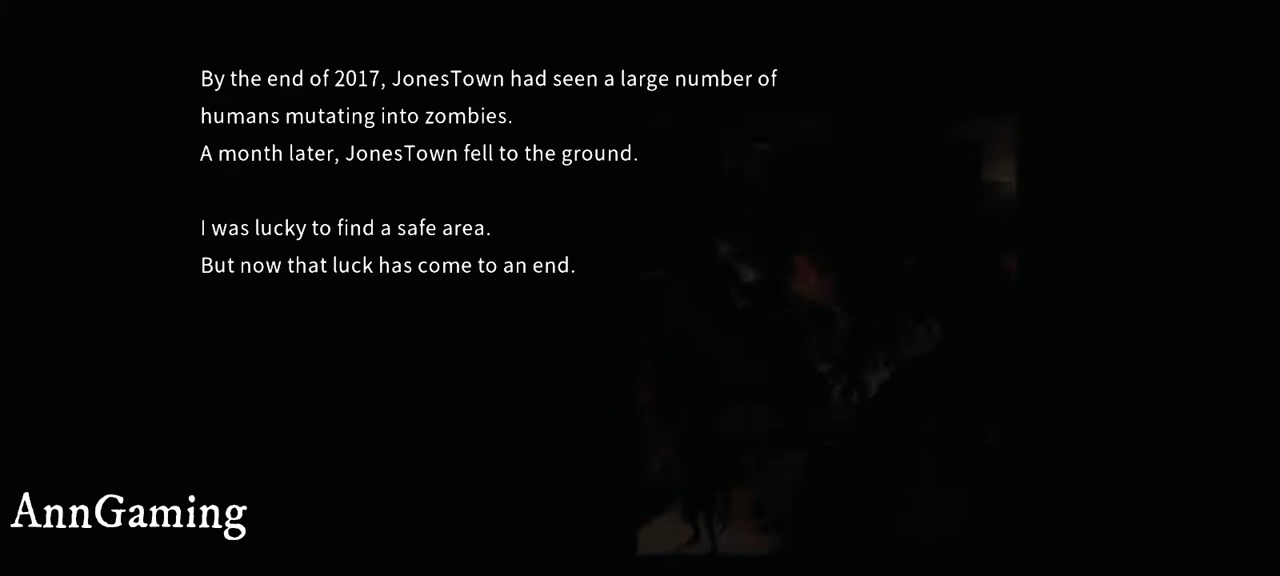 By the end of 2017, JonesTown had seen a large number of
humans mutating into zombies.
A month later, JonesTown fell to the ground.
I was lucky to find a safe area.
But now that luck has come to an end.
AnnGaming